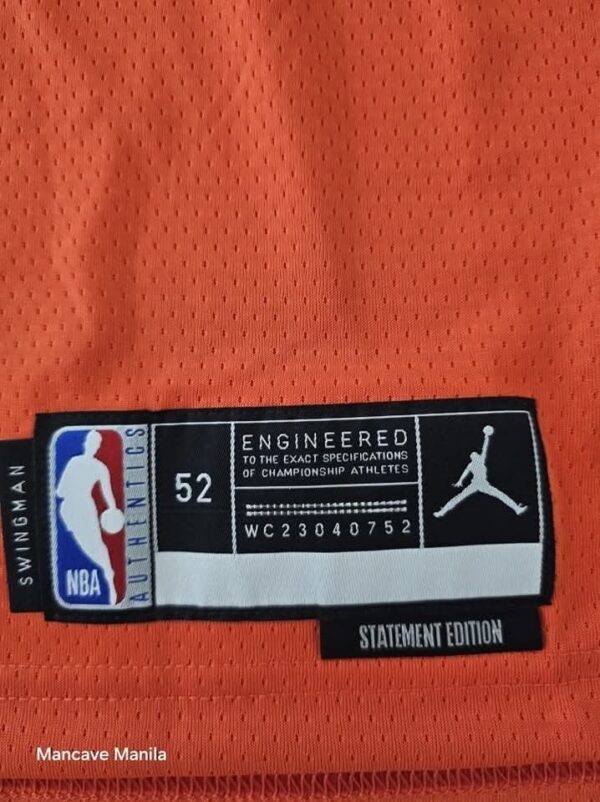 SWINGMAN
NBA
AUTHENTICS
52
ENGINEERED
TO THE EXACT SPECIFICATIONS
OF CHAMPIONSHIP ATHLETES
WC23040752
STATEMENT EDITION
Mancave Manila